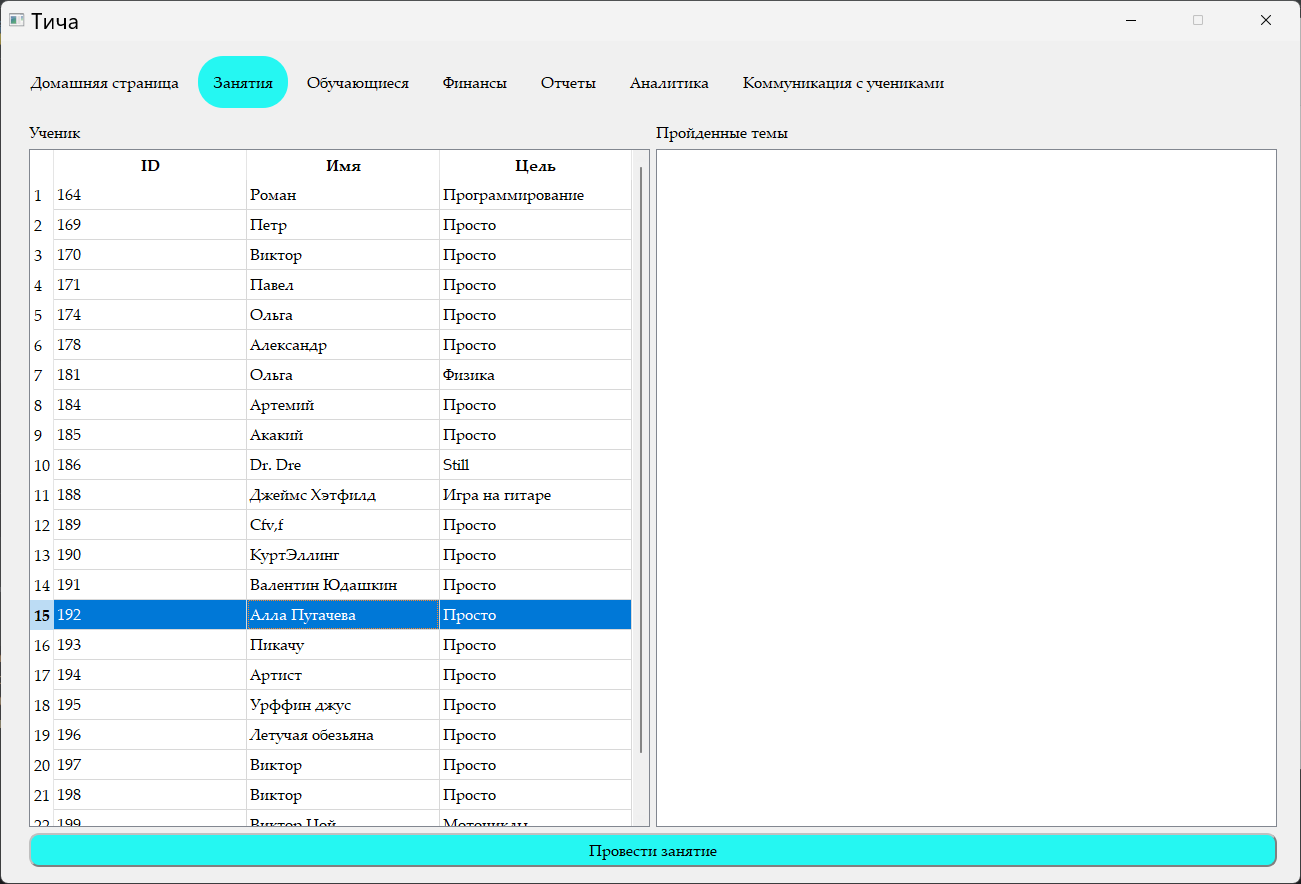 Тича
Домашняя страница Занятия Обучающиеся Финансы Отчеты Аналитика Коммуникация с учениками
Ученик
Пройденные темы
ID Имя Цель
1 164 Роман Программирование
2 169 Петр Просто
3 170 Виктор Просто
4 171 Павел Просто
5 174 Ольга Просто
6 178 Александр Просто
7 181 Ольга Физика
8 184 Артемий Просто
9 185 Акакий Просто
10 186 Dr. Dre Still
11 188 Джеймс Хэтфилд Игра на гитаре
12 189 Cfv,f Просто
13 190 КуртЭллинг Просто
14 191 Валентин Юдашкин Просто
15 192 Алла Пугачева Просто
16 193 Пикачу Просто
17 194 Артист Просто
18 195 Урффин джус Просто
19 196 Летучая обезьяна Просто
20 197 Виктор Просто
21 198 Виктор Просто
22 199 Виктор Цой Мотоциклы
Провести занятие